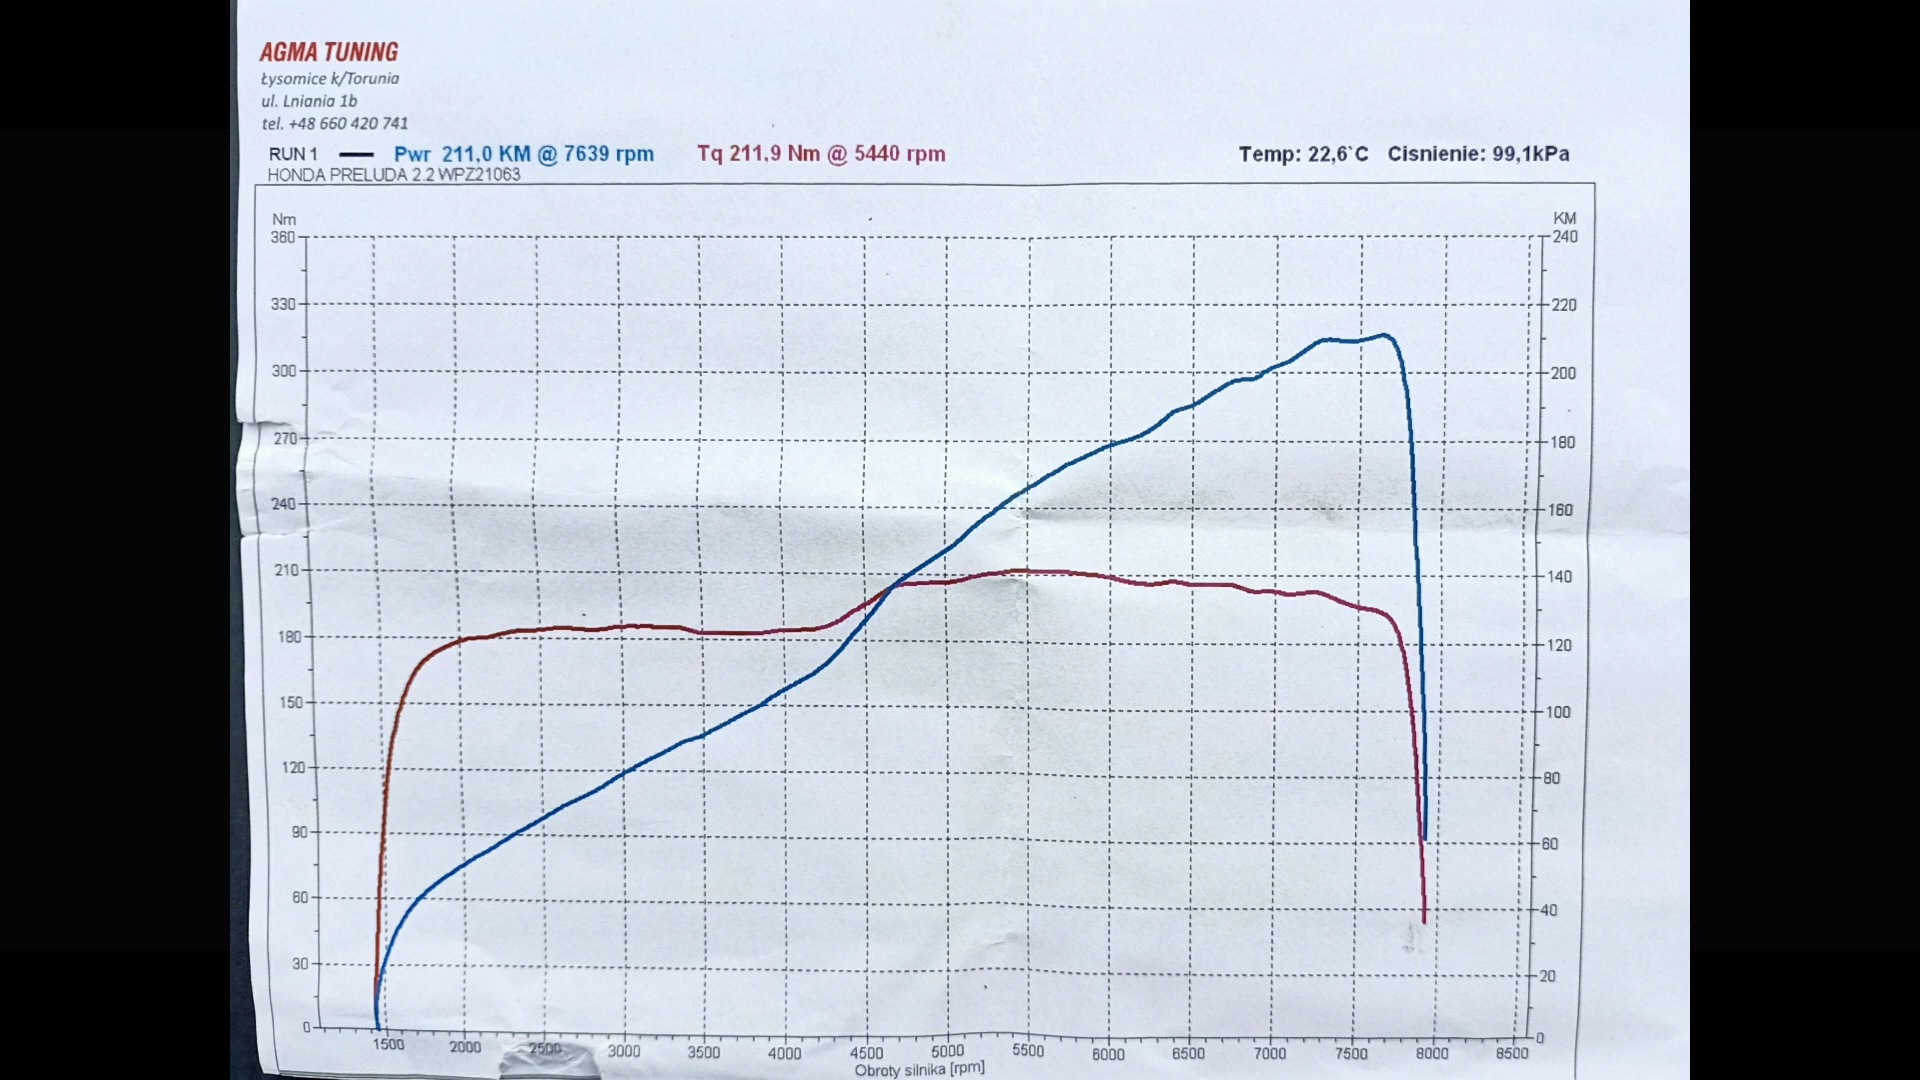 AGMA TUNING
Łysomice k/Torunia
ul. Lniania 1b
tel. +48 660 420 741
RUN 1 Pwr 211,0 KM @ 7639 rpm Tq 211,9 Nm @ 5440 rpm Temp: 22,6`C Cisnienie: 99,1kPa
HONDA PRELUDA 2.2 WPZ21063
Nm KM
360 240
330 220
300 200
270 180
240 160
210 140
180 120
150 100
120 80
90 60
60 40
30 20
0 0
1500 2000 2500 3000 3500 4000 4500 5000 5500 6000 6500 7000 7500 8000 8500
Obroty silnika [rpm]